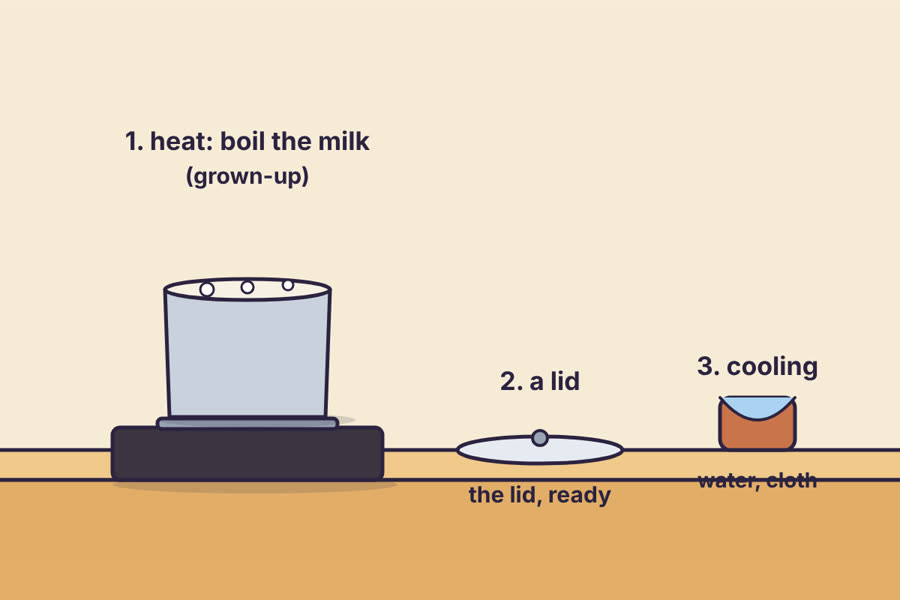 1. heat: boil the milk
(grown-up)
2. a lid
the lid, ready
3. cooling
water, cloth